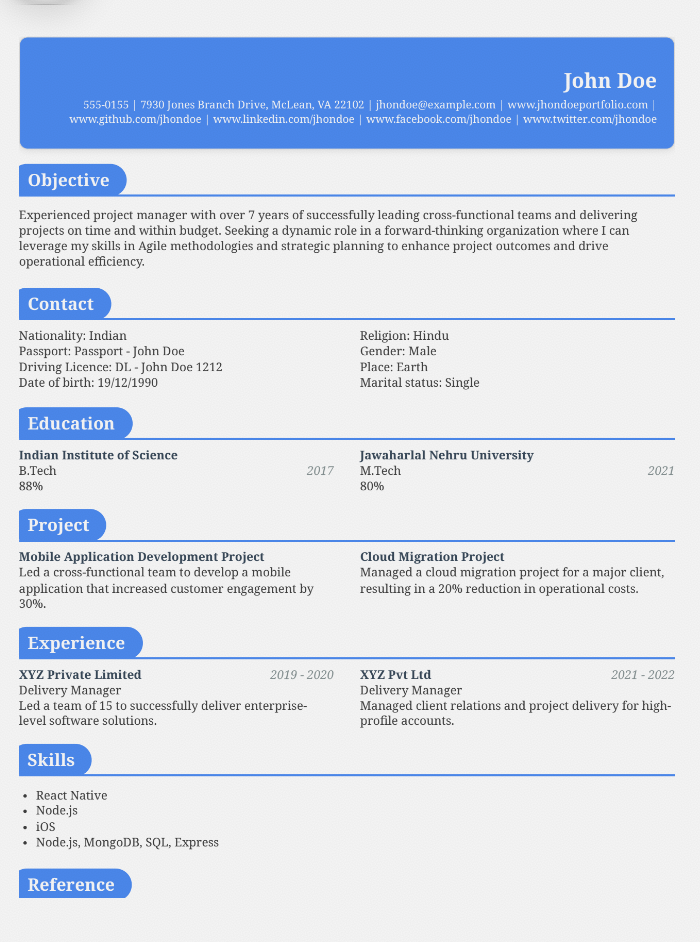 John Doe
555-0155 | 7930 Jones Branch Drive, McLean, VA 22102 | jhondoe@example.com | www.jhondoeportfolio.com |
www.github.com/jhondoe | www.linkedin.com/jhondoe | www.facebook.com/jhondoe | www.twitter.com/jhondoe
Objective
Experienced project manager with over 7 years of successfully leading cross-functional teams and delivering
projects on time and within budget. Seeking a dynamic role in a forward-thinking organization where I can
leverage my skills in Agile methodologies and strategic planning to enhance project outcomes and drive
operational efficiency.
Contact
Nationality: Indian
Passport: Passport - John Doe
Driving Licence: DL - John Doe 1212
Date of birth: 19/12/1990
Religion: Hindu
Gender: Male
Place: Earth
Marital status: Single
Education
Indian Institute of Science
B.Tech 2017
88%
Jawaharlal Nehru University
M.Tech 2021
80%
Project
Mobile Application Development Project
Led a cross-functional team to develop a mobile
application that increased customer engagement by
30%.
Cloud Migration Project
Managed a cloud migration project for a major client,
resulting in a 20% reduction in operational costs.
Experience
XYZ Private Limited 2019 - 2020
Delivery Manager
Led a team of 15 to successfully deliver enterprise-
level software solutions.
XYZ Pvt Ltd 2021 - 2022
Delivery Manager
Managed client relations and project delivery for high-
profile accounts.
Skills
• React Native
• Node.js
• iOS
• Node.js, MongoDB, SQL, Express
Reference